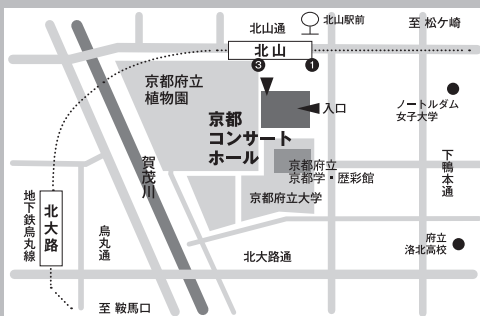 北山通
北山駅前
至 松ケ崎
北山
3
1
京都府立
植物園
入口
ノートルダム
女子大学
京都
コンサート
ホール
賀茂川
京都府立
京都学・歴彩館
下鴨本通
京都府立大学
北大路
地下鉄烏丸線
烏丸通
府立
洛北高校
北大路通
至 鞍馬口